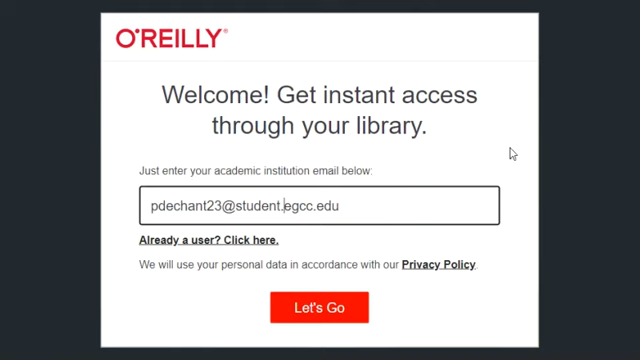 O'REILLY®
Welcome! Get instant access
through your library.
Just enter your academic institution email below:
pdechant23@student.egcc.edu
Already a user? Click here.
We will use your personal data in accordance with our Privacy Policy.
Let's Go